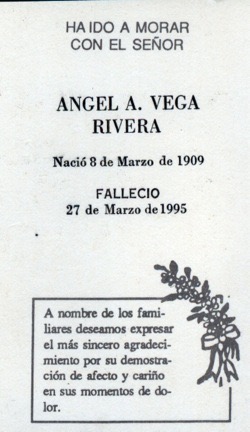 HA IDO A MORAR
CON EL SEÑOR
ANGEL A. VEGA
RIVERA
Nació 8 de Marzo de 1909
FALLECIO
27 de Marzo de 1995
A nombre de los fami-
liares deseamos expresar
el más sincero agradeci-
miento por su demostra-
ción de afecto y cariño
en sus momentos de do-
lor.